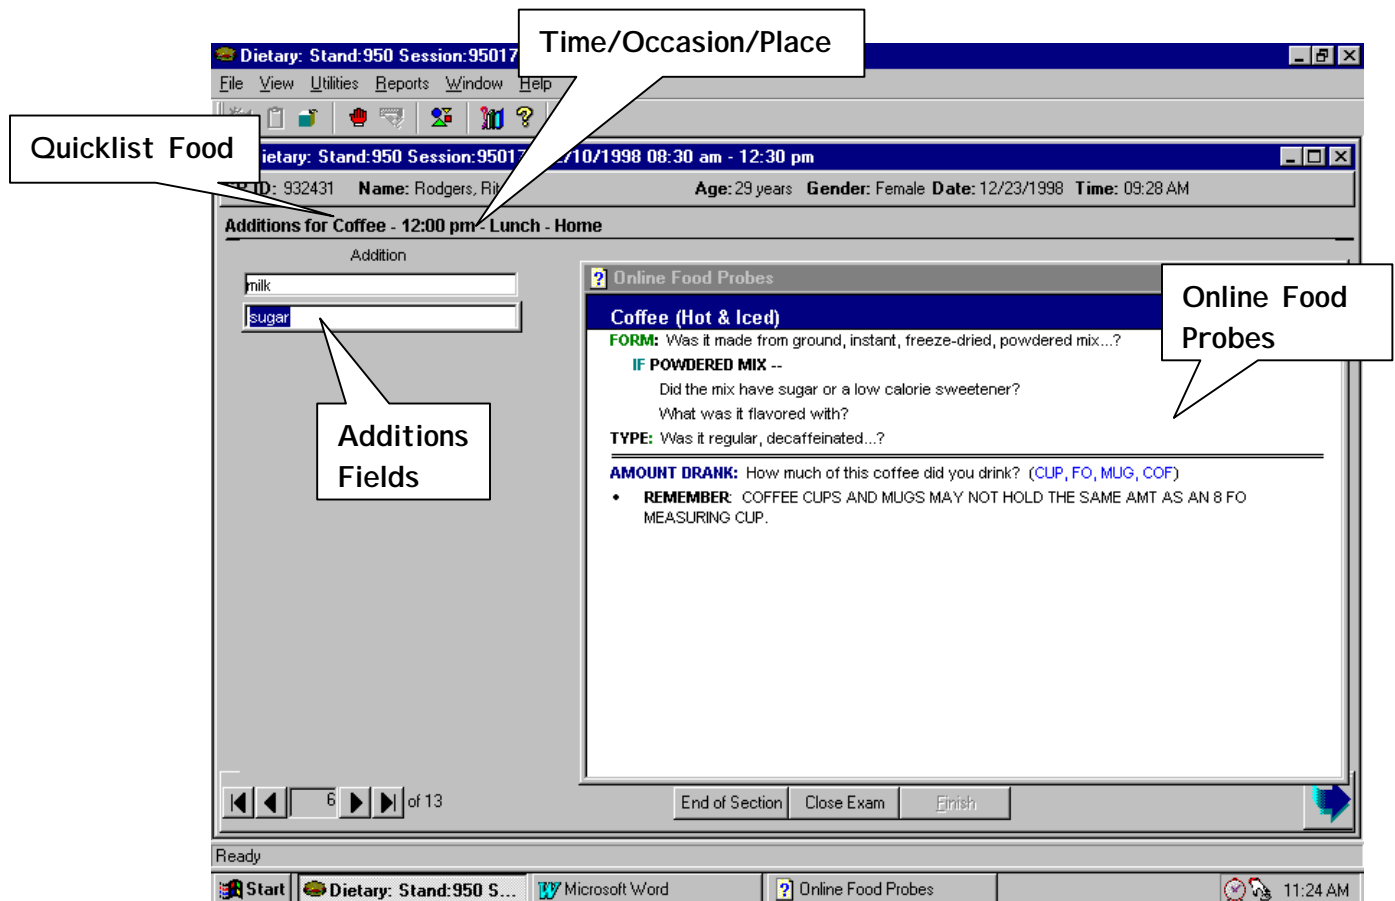 Time/Occasion/Place
Dietary: Stand:950 Session:95017
File View Utilities Reports Window Help
Quicklist Food
ietary: Stand:950 Session:95017 /10/1998 08:30 am - 12:30 pm
ID: 932431 Name: Rodgers, Ri Age: 29 years Gender: Female Date: 12/23/1998 Time: 09:28 AM
Additions for Coffee - 12:00 pm - Lunch - Home
Addition
milk
sugar
Online Food Probes
Online Food
Probes
Coffee (Hot & Iced)
FORM: Was it made from ground, instant, freeze-dried, powdered mix...?
IF POWDERED MIX --
Did the mix have sugar or a low calorie sweetener?
What was it flavored with?
TYPE: Was it regular, decaffeinated...?
Additions
Fields
AMOUNT DRANK: How much of this coffee did you drink? (CUP, FO, MUG, COF)
• REMEMBER: COFFEE CUPS AND MUGS MAY NOT HOLD THE SAME AMT AS AN 8 FO
MEASURING CUP.
6 of 13
End of Section Close Exam Finish
Ready
Start Dietary: Stand:950 S... Microsoft Word Online Food Probes 11:24 AM